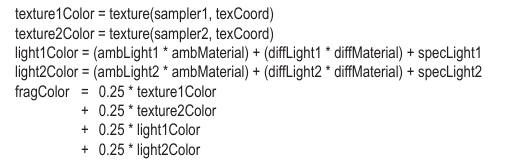 texture1Color = texture(sampler1, texCoord)
texture2Color = texture(sampler2, texCoord)
light1Color = (ambLight1 * ambMaterial) + (diffLight1 * diffMaterial) + specLight1
light2Color = (ambLight2 * ambMaterial) + (diffLight2 * diffMaterial) + specLight2
fragColor = 0.25 * texture1Color
+ 0.25 * texture2Color
+ 0.25 * light1Color
+ 0.25 * light2Color